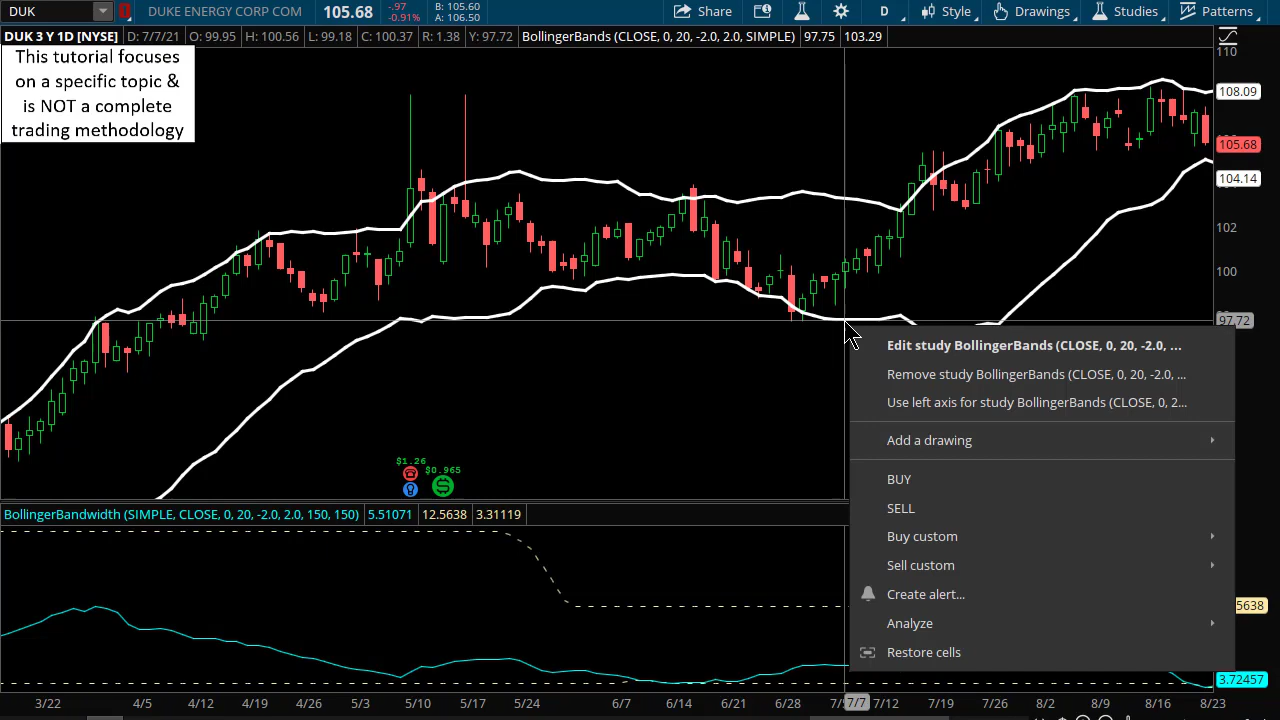 DUK DUKE ENERGY CORP COM 105.68 -.97 -0.91% B: 105.60 A: 106.50 Share D Style Drawings Studies Patterns
DUK 3 Y 1D [NYSE] D: 7/7/21 O: 99.95 H: 100.56 L: 99.18 C: 100.37 R: 1.38 Y: 97.72 BollingerBands (CLOSE, 0, 20, -2.0, 2.0, SIMPLE) 97.75 103.29
This tutorial focuses
on a specific topic &
is NOT a complete
trading methodology
110
108.09
105.68
104.14
102
100
97.72
Edit study BollingerBands (CLOSE, 0, 20, -2.0, ...
Remove study BollingerBands (CLOSE, 0, 20, -2.0, ...
Use left axis for study BollingerBands (CLOSE, 0, 2...
Add a drawing
BUY
SELL
Buy custom
Sell custom
Create alert...
Analyze
Restore cells
$1.26
$0.965
BollingerBandwidth (SIMPLE, CLOSE, 0, 20, -2.0, 2.0, 150, 150) 5.51071 12.5638 3.31119
5638
3.72457
3/22 4/5 4/12 4/19 4/26 5/3 5/10 5/17 5/24 6/7 6/14 6/21 6/28 7/7 7/12 7/19 7/26 8/2 8/9 8/16 8/23